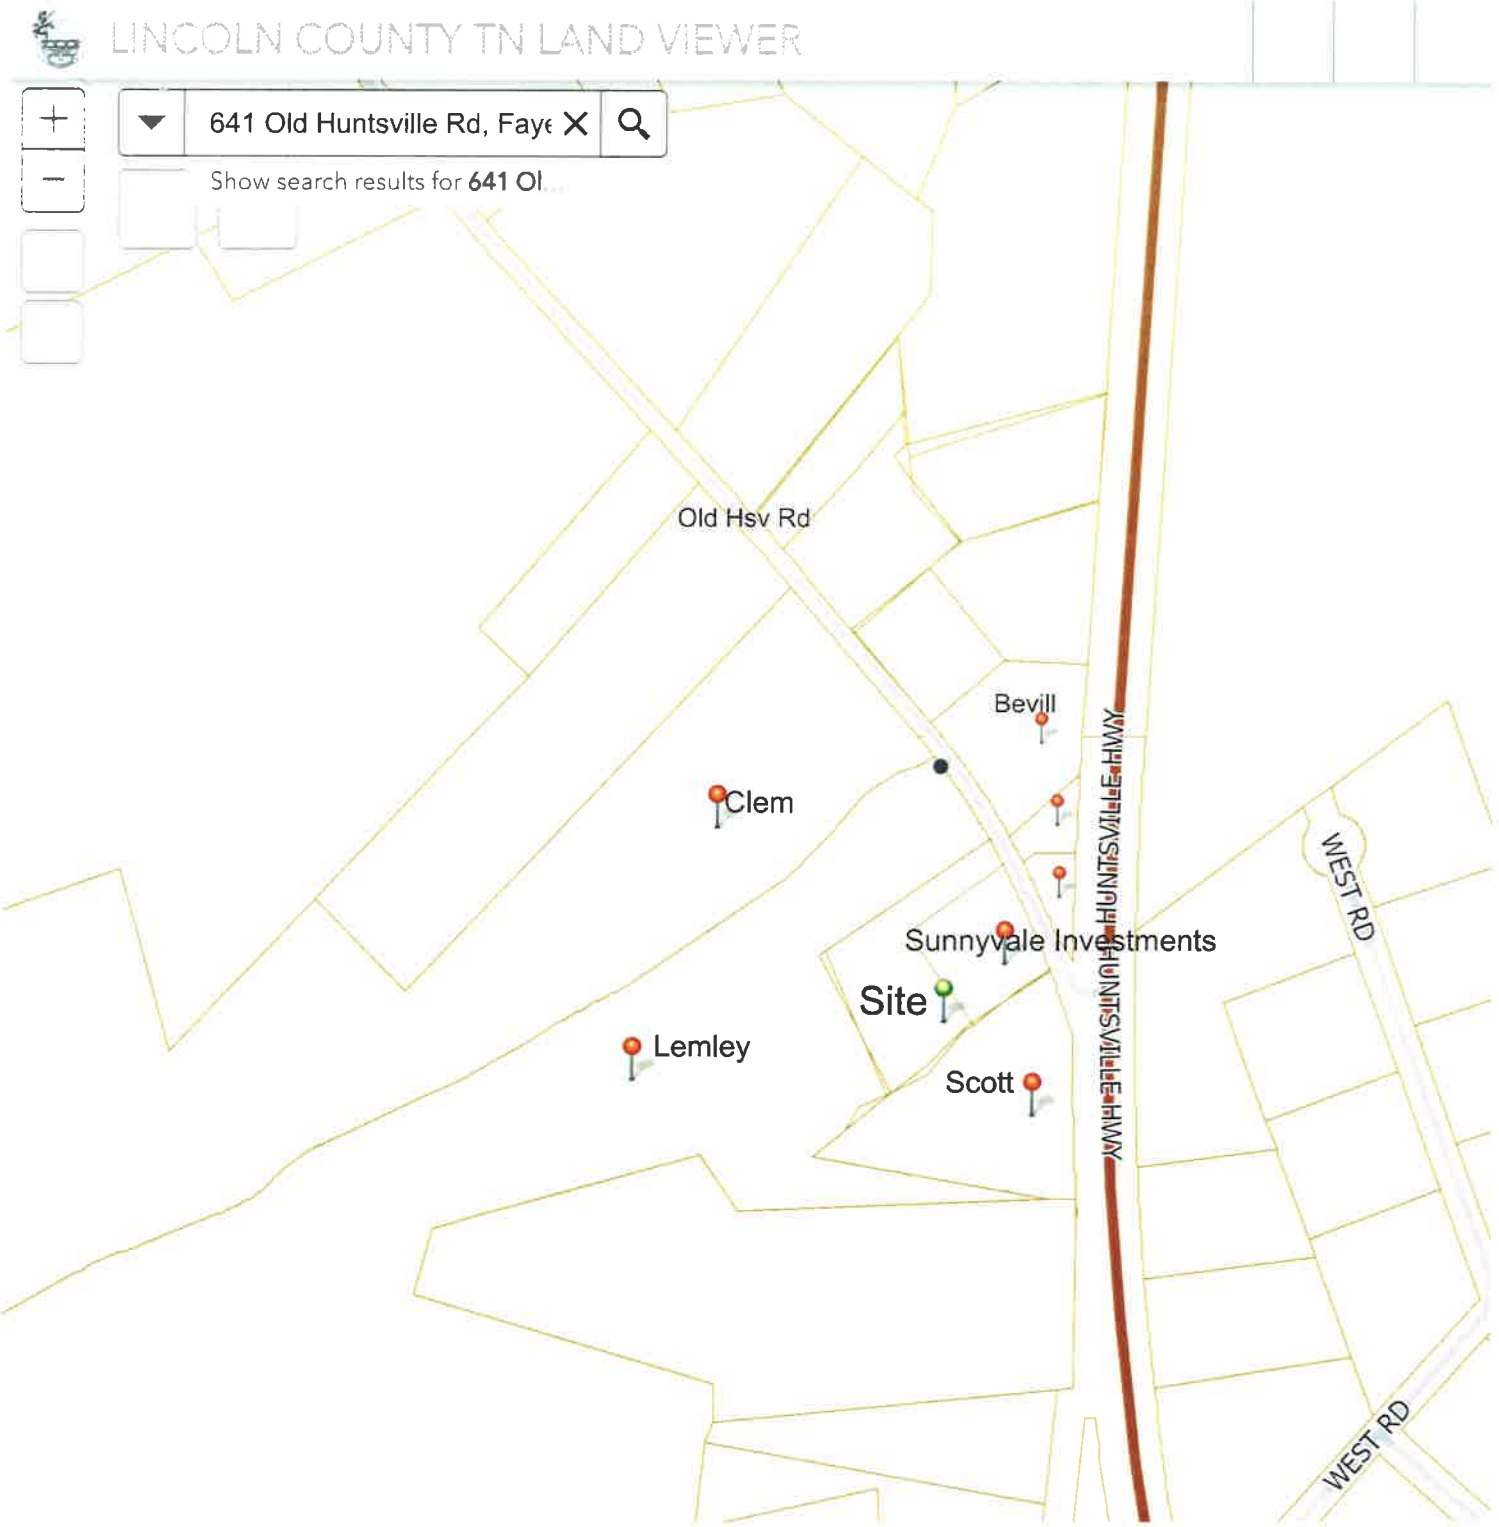 LINCOLN COUNTY TN LAND VIEWER
+
641 Old Huntsville Rd, Faye
−
Show search results for 641 Ol...
Old Hsv Rd
Bevill
Clem
HUNTSVILLE HWY
WEST RD
Sunnyvale Investments
Site
HUNTSVILLE HWY
Lemley
Scott
WEST RD